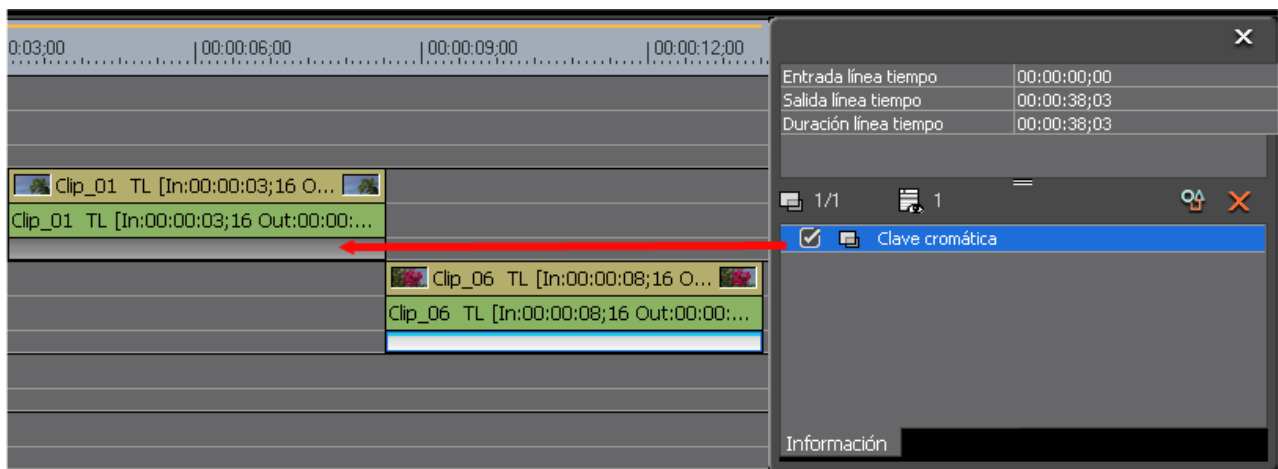 0:03;00 00:00:06;00 00:00:09;00 00:00:12;00
Entrada línea tiempo 00:00:00;00
Salida línea tiempo 00:00:38;03
Duración línea tiempo 00:00:38;03
Clip_01 TL [In:00:00:03;16 O...
Clip_01 TL [In:00:00:03;16 Out:00:00:...
1/1 1
Clave cromática
Clip_06 TL [In:00:00:08;16 O...
Clip_06 TL [In:00:00:08;16 Out:00:00:...
Información